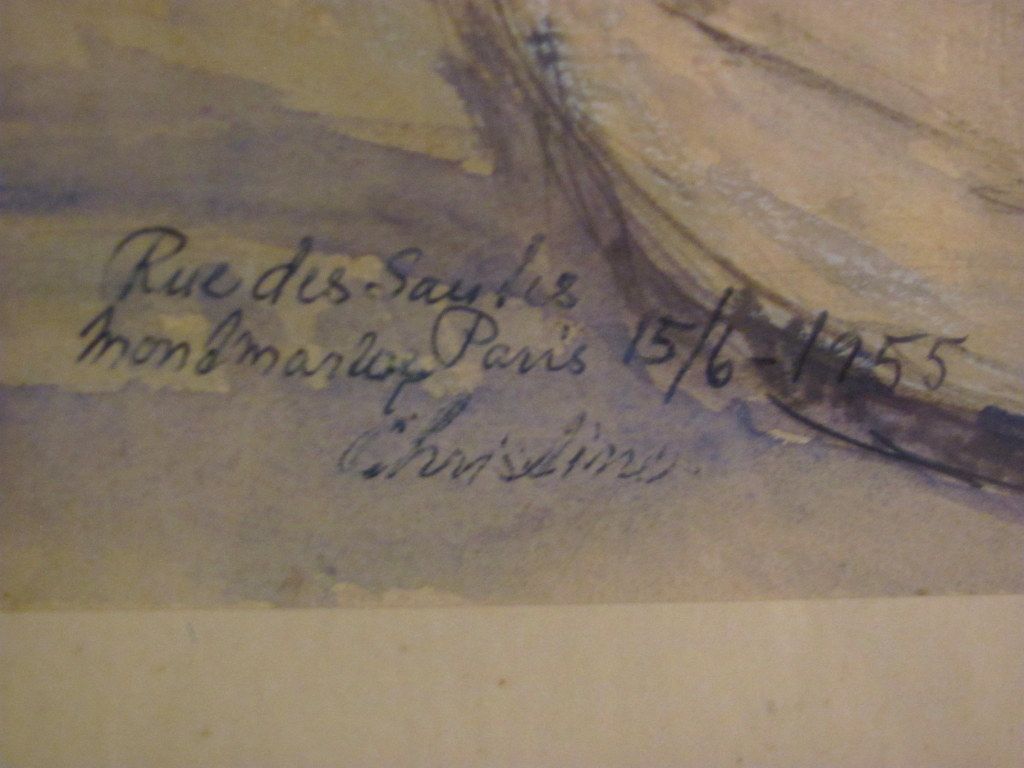 Rue des Saules
Montmartre Paris 15/6-1955
Christine